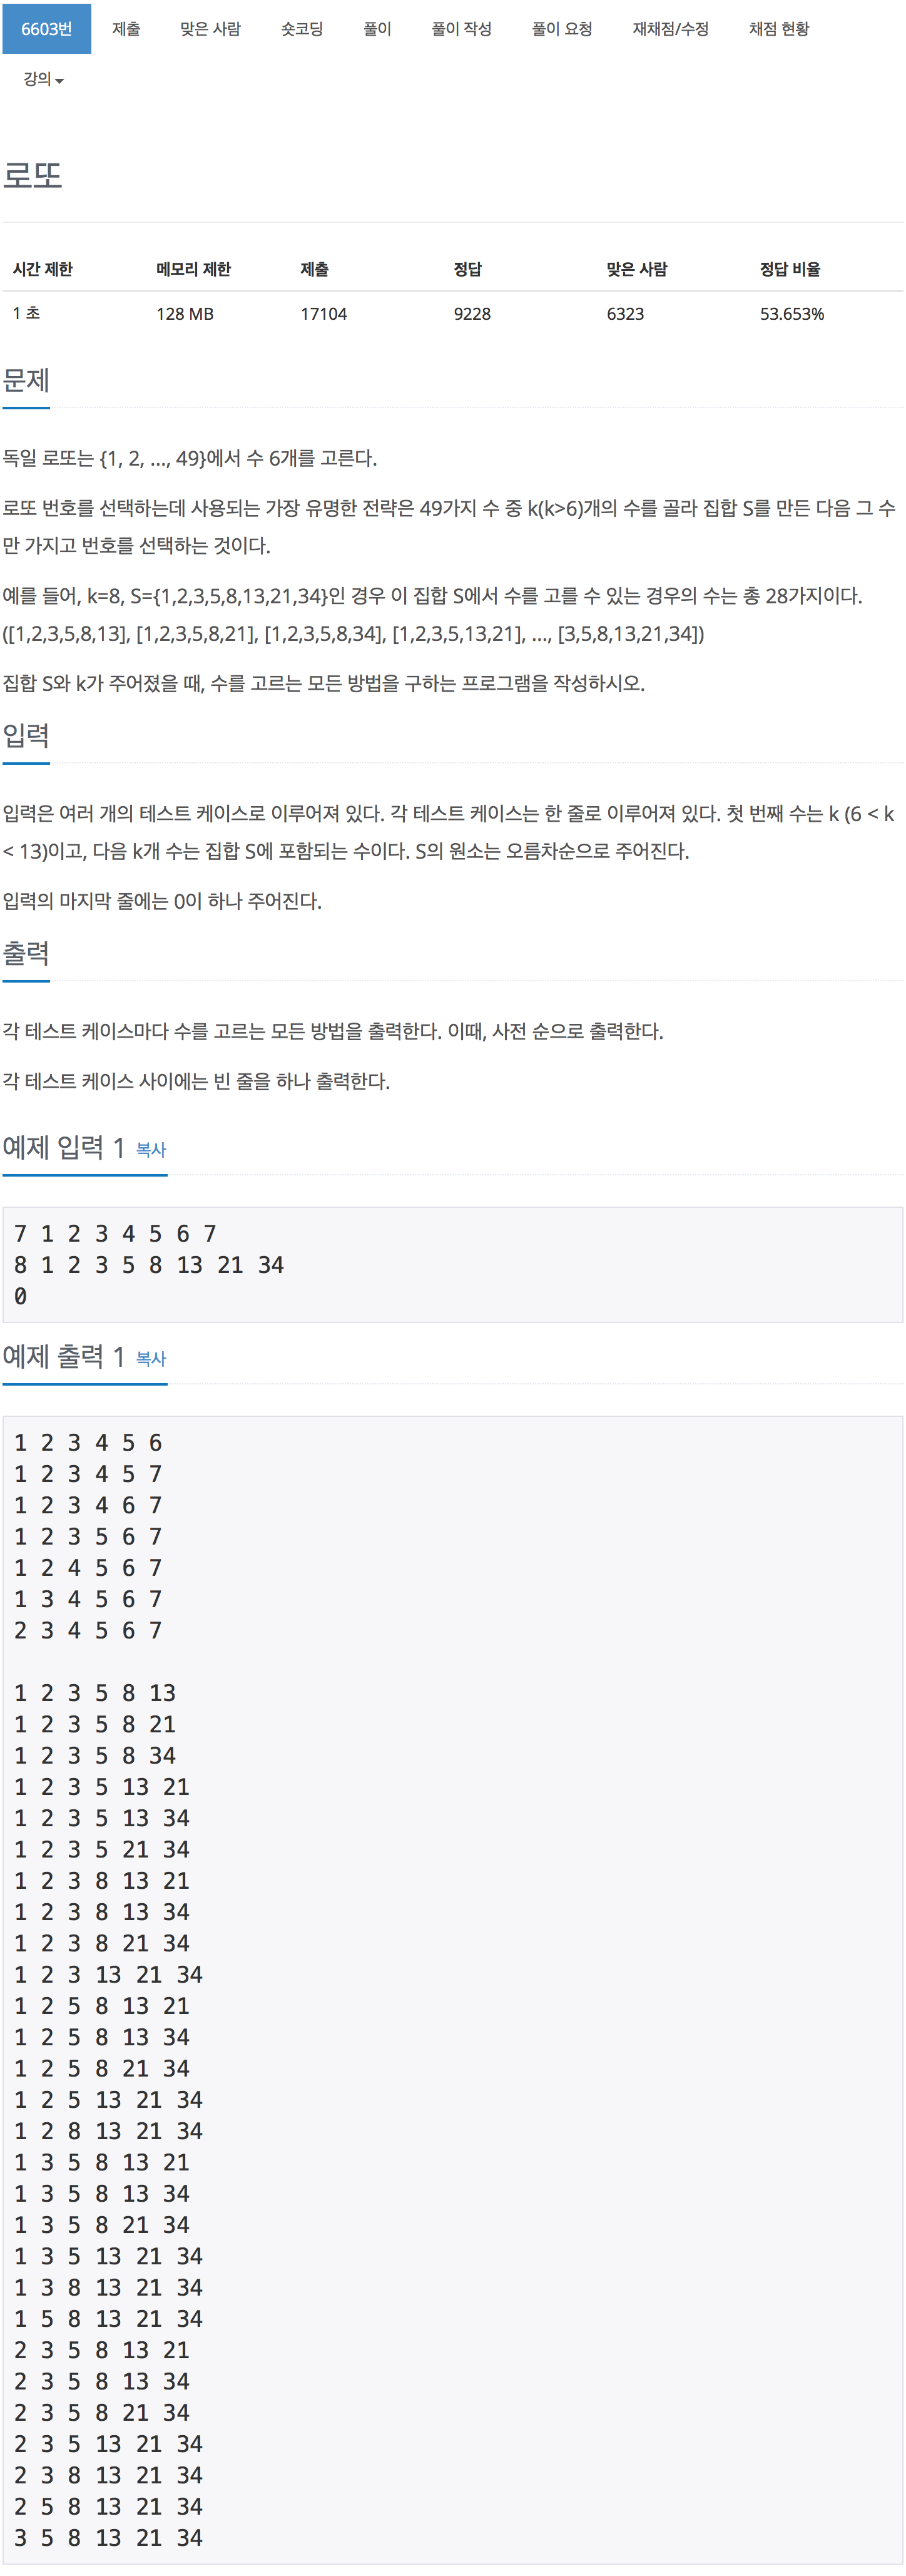 6603번 제출 맞은 사람 숏코딩 풀이 풀이 작성 풀이 요청 재채점/수정 채점 현황
강의
로또
시간 제한 메모리 제한 제출 정답 맞은 사람 정답 비율
1 초 128 MB 17104 9228 6323 53.653%
문제
독일 로또는 {1, 2, ..., 49}에서 수 6개를 고른다.
로또 번호를 선택하는데 사용되는 가장 유명한 전략은 49가지 수 중 k(k>6)개의 수를 골라 집합 S를 만든 다음 그 수
만 가지고 번호를 선택하는 것이다.
예를 들어, k=8, S={1,2,3,5,8,13,21,34}인 경우 이 집합 S에서 수를 고를 수 있는 경우의 수는 총 28가지이다.
([1,2,3,5,8,13], [1,2,3,5,8,21], [1,2,3,5,8,34], [1,2,3,5,13,21], ..., [3,5,8,13,21,34])
집합 S와 k가 주어졌을 때, 수를 고르는 모든 방법을 구하는 프로그램을 작성하시오.
입력
입력은 여러 개의 테스트 케이스로 이루어져 있다. 각 테스트 케이스는 한 줄로 이루어져 있다. 첫 번째 수는 k (6 < k
< 13)이고, 다음 k개 수는 집합 S에 포함되는 수이다. S의 원소는 오름차순으로 주어진다.
입력의 마지막 줄에는 0이 하나 주어진다.
출력
각 테스트 케이스마다 수를 고르는 모든 방법을 출력한다. 이때, 사전 순으로 출력한다.
각 테스트 케이스 사이에는 빈 줄을 하나 출력한다.
예제 입력 1 복사
7 1 2 3 4 5 6 7
8 1 2 3 5 8 13 21 34
0
예제 출력 1 복사
1 2 3 4 5 6
1 2 3 4 5 7
1 2 3 4 6 7
1 2 3 5 6 7
1 2 4 5 6 7
1 3 4 5 6 7
2 3 4 5 6 7

1 2 3 5 8 13
1 2 3 5 8 21
1 2 3 5 8 34
1 2 3 5 13 21
1 2 3 5 13 34
1 2 3 5 21 34
1 2 3 8 13 21
1 2 3 8 13 34
1 2 3 8 21 34
1 2 3 13 21 34
1 2 5 8 13 21
1 2 5 8 13 34
1 2 5 8 21 34
1 2 5 13 21 34
1 2 8 13 21 34
1 3 5 8 13 21
1 3 5 8 13 34
1 3 5 8 21 34
1 3 5 13 21 34
1 3 8 13 21 34
1 5 8 13 21 34
2 3 5 8 13 21
2 3 5 8 13 34
2 3 5 8 21 34
2 3 5 13 21 34
2 3 8 13 21 34
2 5 8 13 21 34
3 5 8 13 21 34